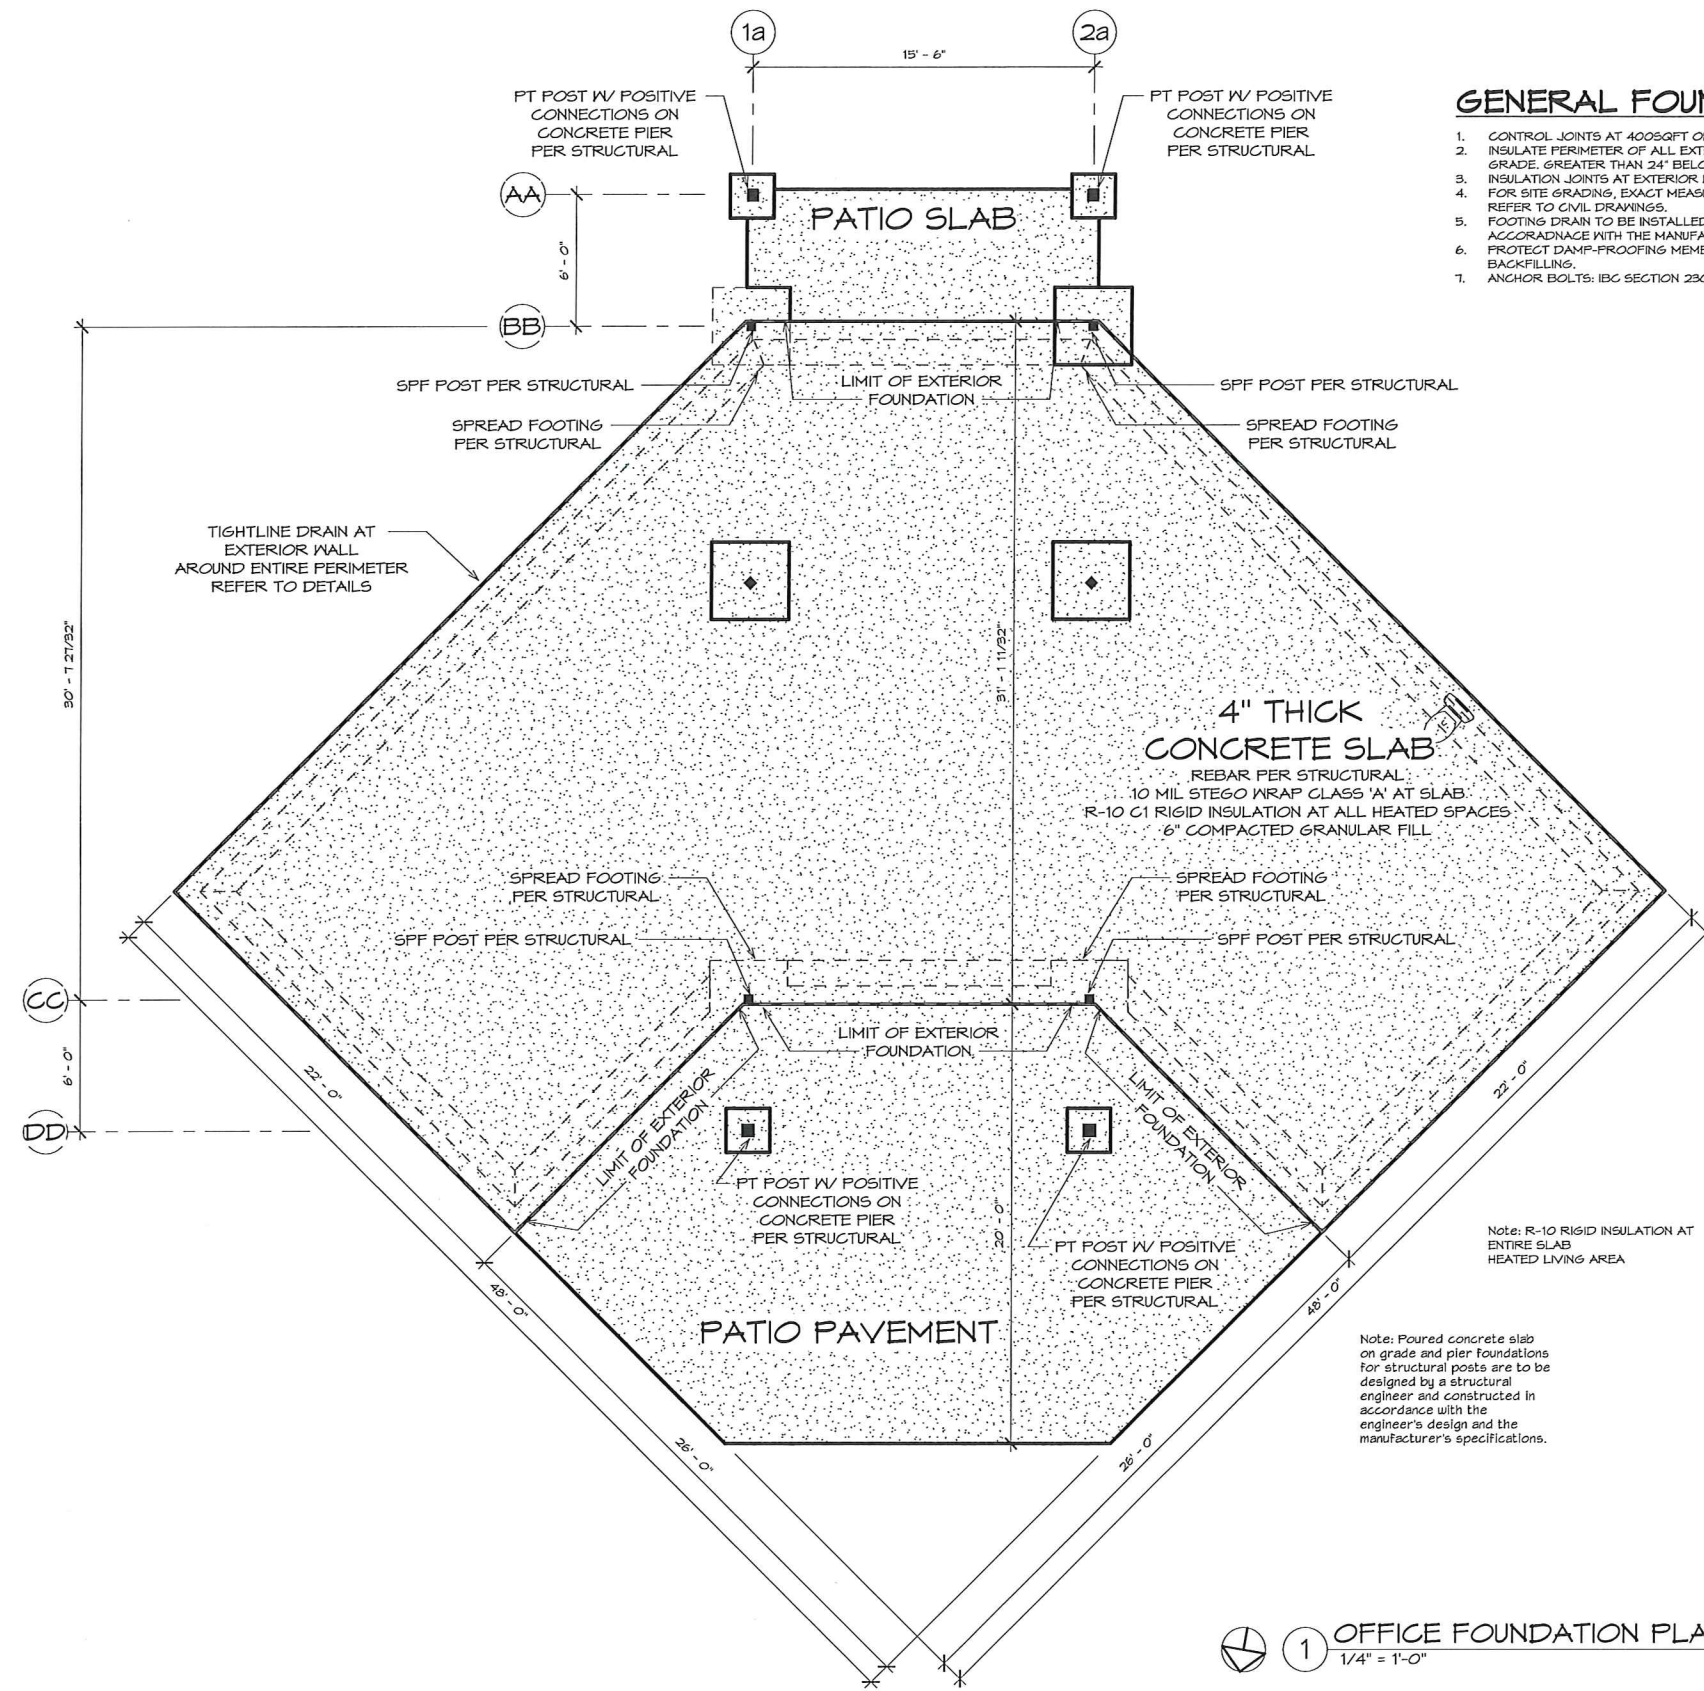 1a
2a
15' - 6"
PT POST W/ POSITIVE
CONNECTIONS ON
CONCRETE PIER
PER STRUCTURAL
PT POST W/ POSITIVE
CONNECTIONS ON
CONCRETE PIER
PER STRUCTURAL
GENERAL
1. CONTROL JOINTS AT 400SQFT
2. INSULATE PERIMETER OF ALL
GRADE. GREATER THAN 24"
3. INSULATION JOINTS AT EXTERIOR
4. FOR SITE GRADING, EXACT
REFER TO CIVIL DRAWINGS.
5. FOOTING DRAIN TO BE INSTALLED
ACCORADNACE WITH THE
6. PROTECT DAMP-PROOFING
BACKFILLING.
7. ANCHOR BOLTS: IBC SECTION
AA
PATIO SLAB
6' - 0"
BB
SPF POST PER STRUCTURAL
LIMIT OF EXTERIOR
FOUNDATION
SPF POST PER STRUCTURAL
SPREAD FOOTING
PER STRUCTURAL
SPREAD FOOTING
PER STRUCTURAL
TIGHTLINE DRAIN AT
EXTERIOR WALL
AROUND ENTIRE PERIMETER
REFER TO DETAILS
30' - 7 27/32"
31' - 1 11/32"
4" THICK
CONCRETE SLAB
REBAR PER STRUCTURAL
10 MIL STEGO WRAP CLASS 'A' AT SLAB
R-10 C1 RIGID INSULATION AT ALL HEATED SPACES
6" COMPACTED GRANULAR FILL
SPREAD FOOTING
PER STRUCTURAL
SPREAD FOOTING
PER STRUCTURAL
SPF POST PER STRUCTURAL
SPF POST PER STRUCTURAL
CC
LIMIT OF EXTERIOR
FOUNDATION
6' - 0"
22' - 0"
LIMIT OF EXTERIOR
FOUNDATION
LIMIT OF EXTERIOR
FOUNDATION
22' - 0"
DD
PT POST W/ POSITIVE
CONNECTIONS ON
CONCRETE PIER
PER STRUCTURAL
20' - 0"
PT POST W/ POSITIVE
CONNECTIONS ON
CONCRETE PIER
PER STRUCTURAL
Note: R-10 RIGID INSULATION AT
ENTIRE SLAB
HEATED LIVING AREA
48' - 0"
48' - 0"
PATIO PAVEMENT
Note: Poured concrete slab
on grade and pier foundations
for structural posts are to be
designed by a structural
engineer and constructed in
accordance with the
engineer's design and the
manufacturer's specifications.
26' - 0"
26' - 0"
1
OFFICE FOUNDATION
1/4" = 1'-0"